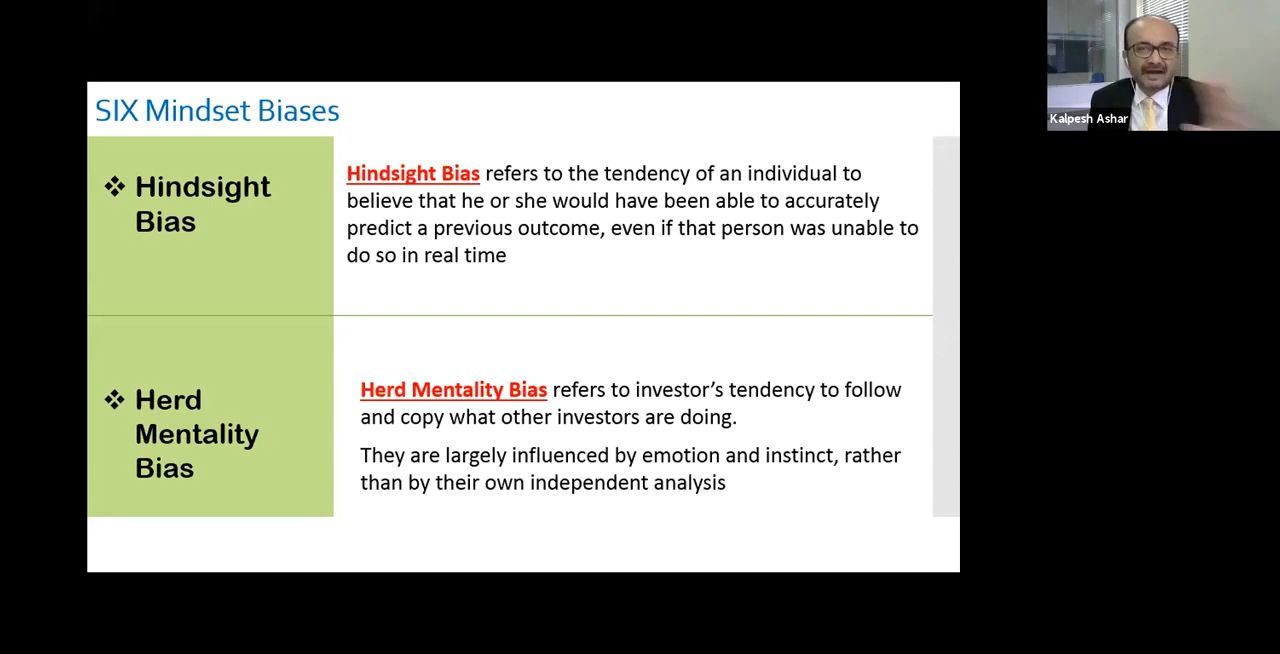 SIX Mindset Biases
❖ Hindsight
Bias
Hindsight Bias refers to the tendency of an individual to
believe that he or she would have been able to accurately
predict a previous outcome, even if that person was unable to
do so in real time
❖ Herd
Mentality
Bias
Herd Mentality Bias refers to investor’s tendency to follow
and copy what other investors are doing.
They are largely influenced by emotion and instinct, rather
than by their own independent analysis
Kalpesh Ashar